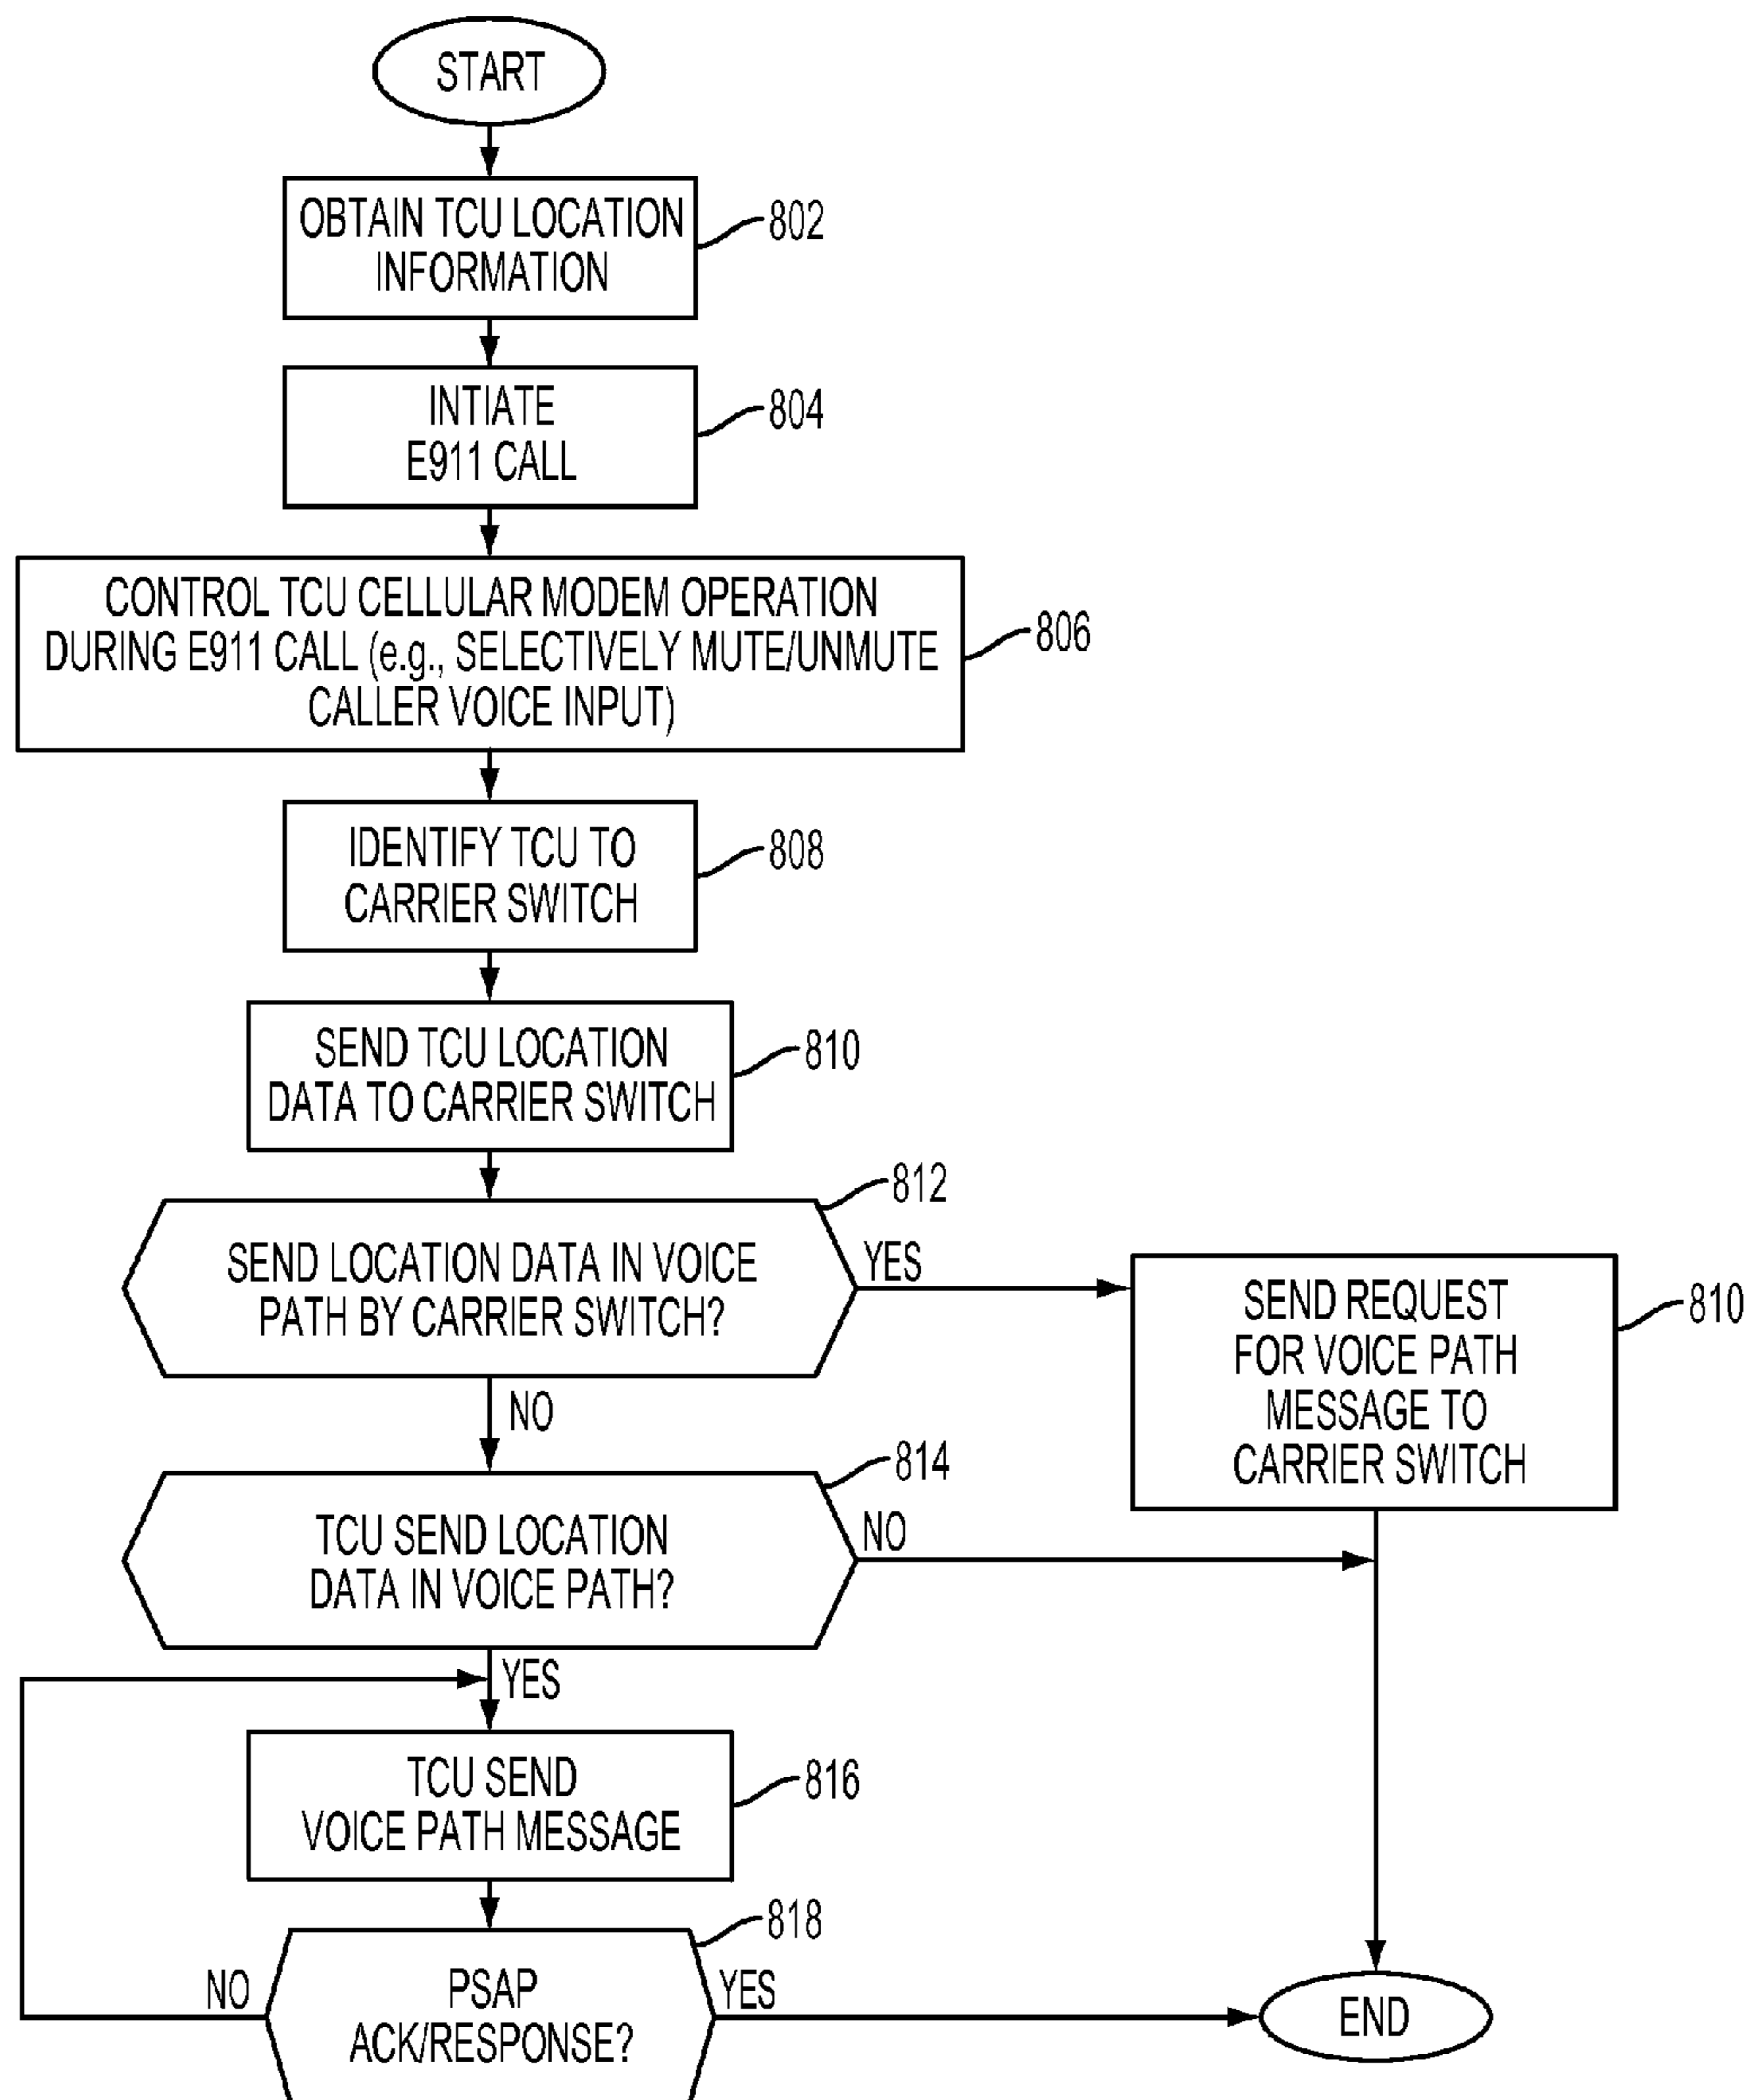 START
OBTAIN TCU LOCATION
INFORMATION
802
INTIATE
E911 CALL
804
CONTROL TCU CELLULAR MODEM OPERATION
DURING E911 CALL (e.g., SELECTIVELY MUTE/UNMUTE
CALLER VOICE INPUT)
806
IDENTIFY TCU TO
CARRIER SWITCH
808
SEND TCU LOCATION
DATA TO CARRIER SWITCH
810
812
SEND LOCATION DATA IN VOICE
PATH BY CARRIER SWITCH?
YES
SEND REQUEST
FOR VOICE PATH
MESSAGE TO
CARRIER SWITCH
810
NO
814
TCU SEND LOCATION
DATA IN VOICE PATH?
NO
YES
TCU SEND
VOICE PATH MESSAGE
816
818
NO
PSAP
ACK/RESPONSE?
YES
END